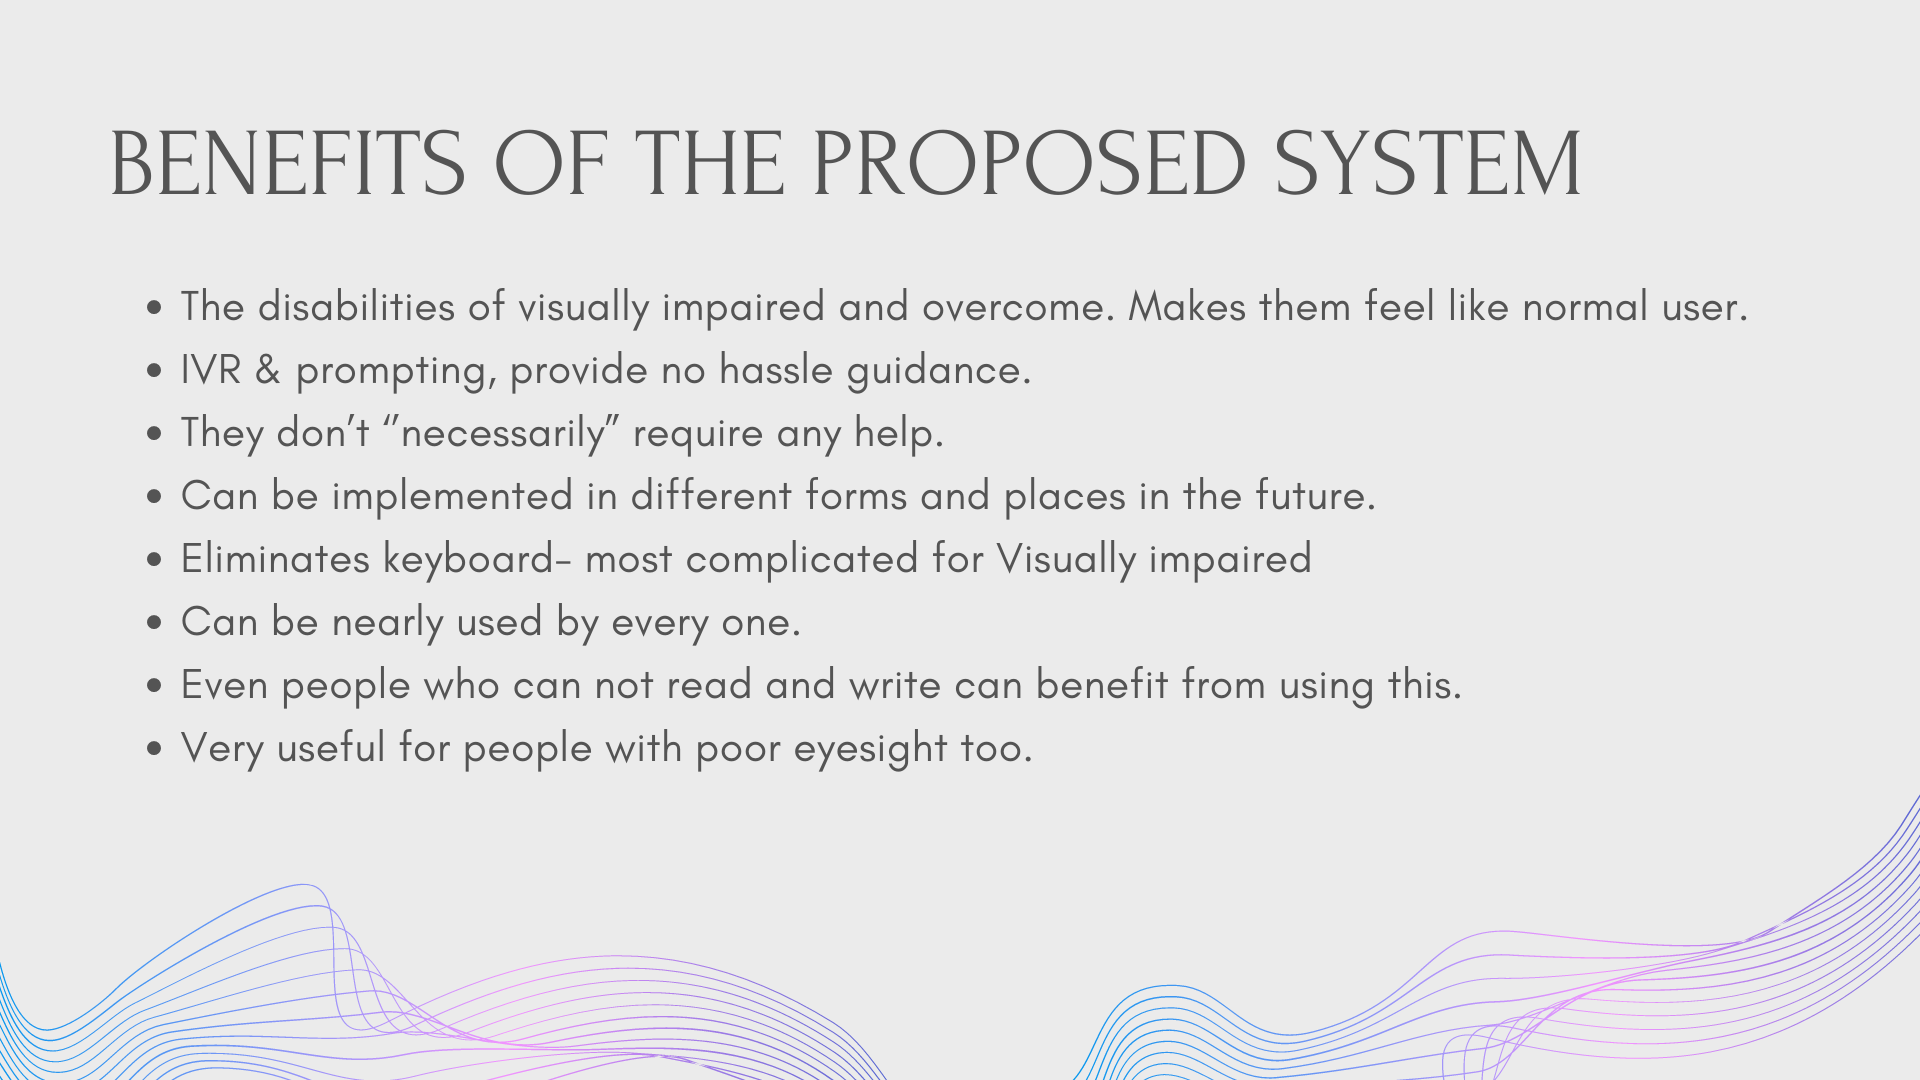 BENEFITS OF THE PROPOSED SYSTEM
• The disabilities of visually impaired and overcome. Makes them feel like normal user.
• IVR & prompting, provide no hassle guidance.
• They don’t “necessarily” require any help.
• Can be implemented in different forms and places in the future.
• Eliminates keyboard- most complicated for Visually impaired
• Can be nearly used by every one.
• Even people who can not read and write can benefit from using this.
• Very useful for people with poor eyesight too.